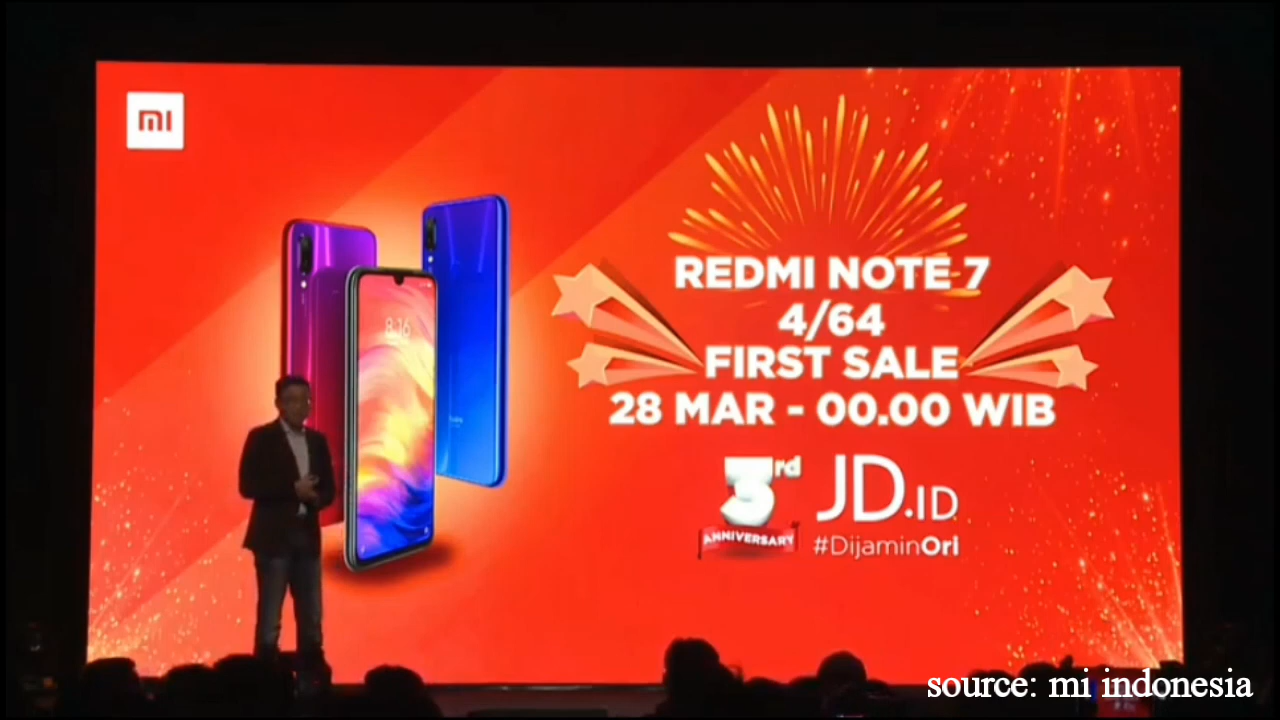 mi
8:16
REDMI NOTE 7
4/64
FIRST SALE
28 MAR - 00.00 WIB
3rd
ANNIVERSARY
JD.ID
#DijaminOri
source: mi indonesia